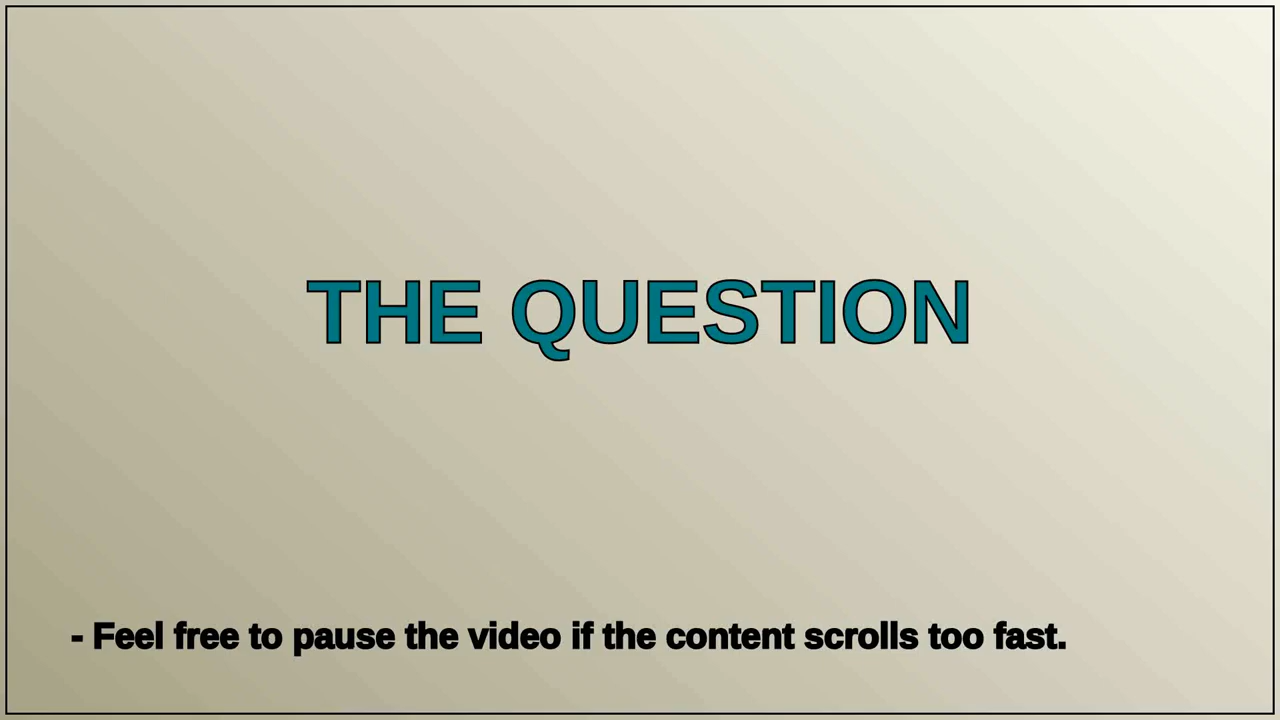 THE QUESTION
- Feel free to pause the video if the content scrolls too fast.